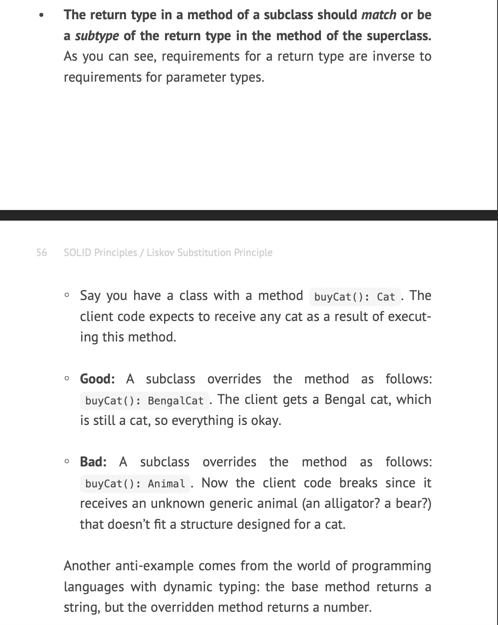 • The return type in a method of a subclass should match or be
a subtype of the return type in the method of the superclass.
As you can see, requirements for a return type are inverse to
requirements for parameter types.
56 SOLID Principles / Liskov Substitution Principle
◦ Say you have a class with a method buyCat(): Cat . The
client code expects to receive any cat as a result of execut-
ing this method.
◦ Good: A subclass overrides the method as follows:
buyCat(): BengalCat . The client gets a Bengal cat, which
is still a cat, so everything is okay.
◦ Bad: A subclass overrides the method as follows:
buyCat(): Animal . Now the client code breaks since it
receives an unknown generic animal (an alligator? a bear?)
that doesn’t fit a structure designed for a cat.
Another anti-example comes from the world of programming
languages with dynamic typing: the base method returns a
string, but the overridden method returns a number.